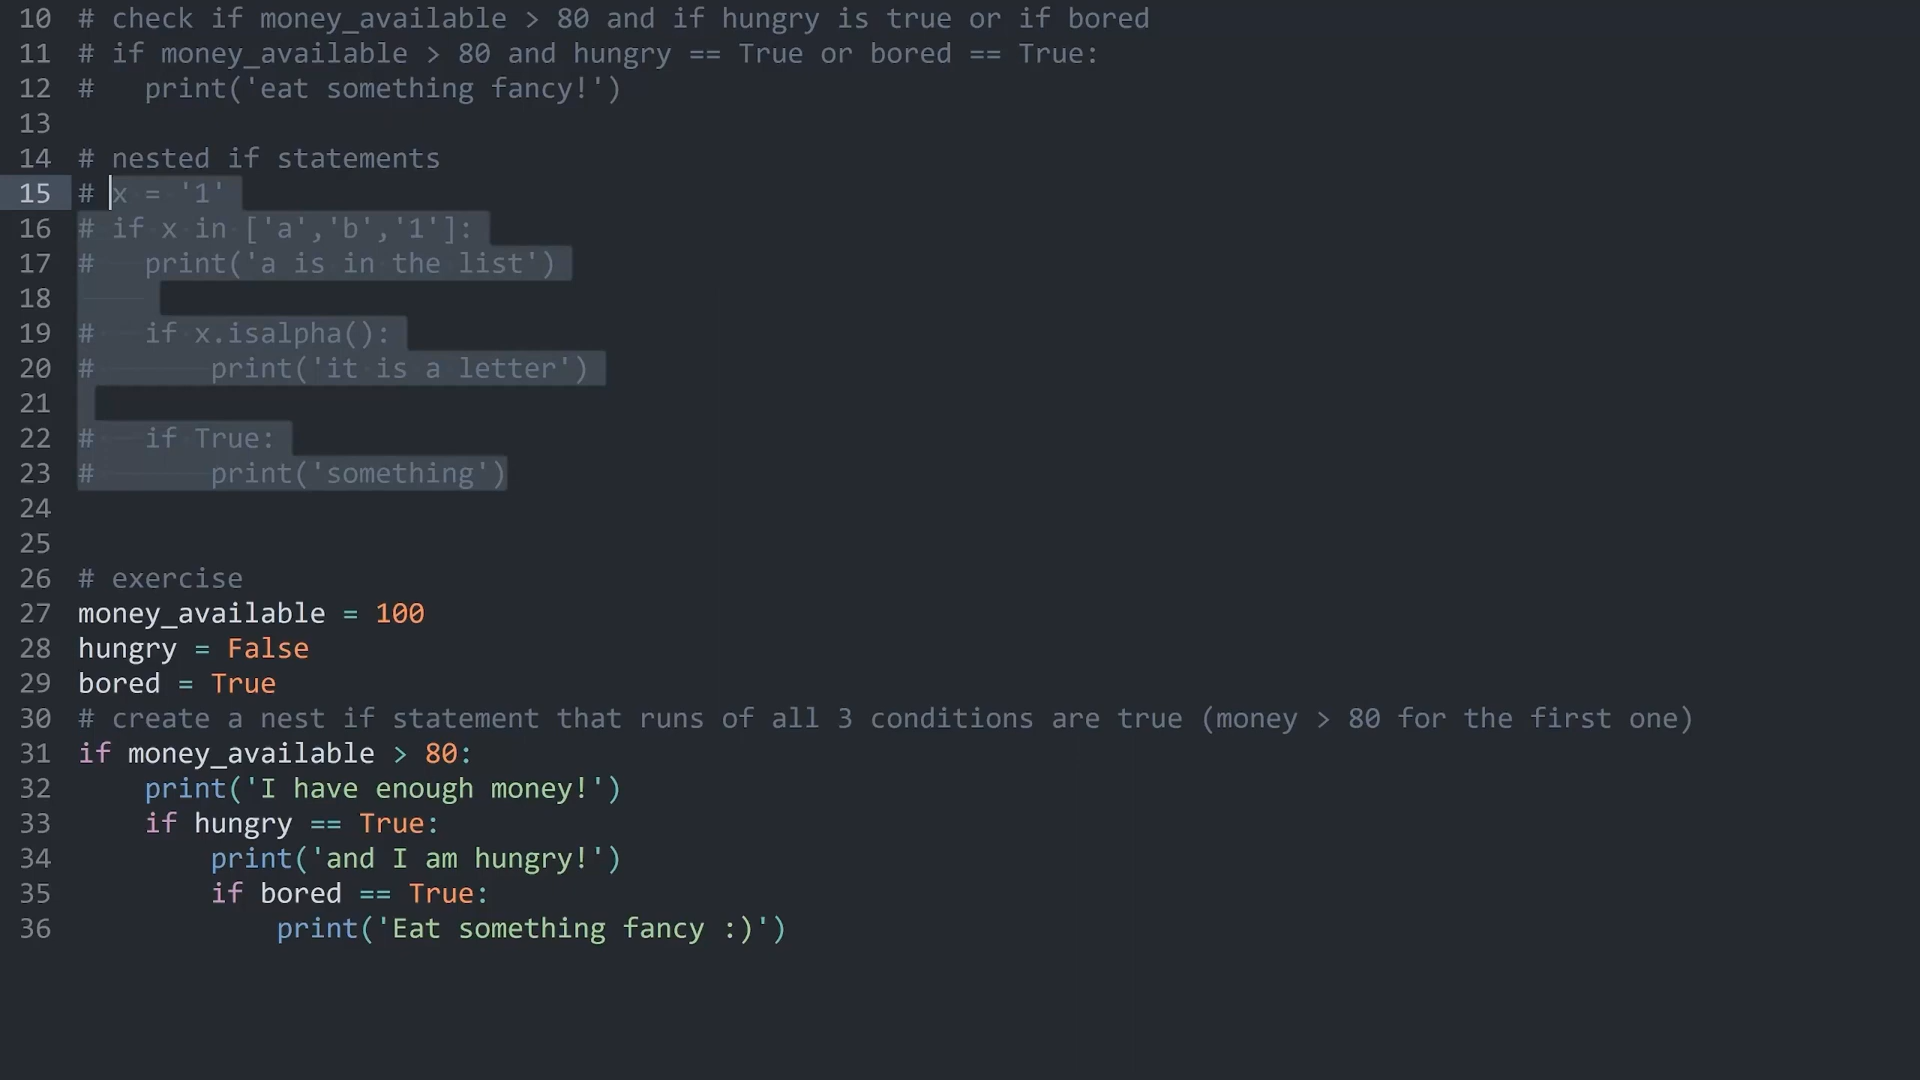 10 # check if money_available > 80 and if hungry is true or if bored
11 # if money_available > 80 and hungry == True or bored == True:
12 #   print('eat something fancy!')
13
14 # nested if statements
15 # x = '1'
16 # if x in ['a','b','1']:
17 #   print('a is in the list')
18
19 #   if x.isalpha():
20 #       print('it is a letter')
21
22 #   if True:
23 #       print('something')
24
25
26 # exercise
27 money_available = 100
28 hungry = False
29 bored = True
30 # create a nest if statement that runs of all 3 conditions are true (money > 80 for the first one)
31 if money_available > 80:
32     print('I have enough money!')
33     if hungry == True:
34         print('and I am hungry!')
35         if bored == True:
36             print('Eat something fancy :)')